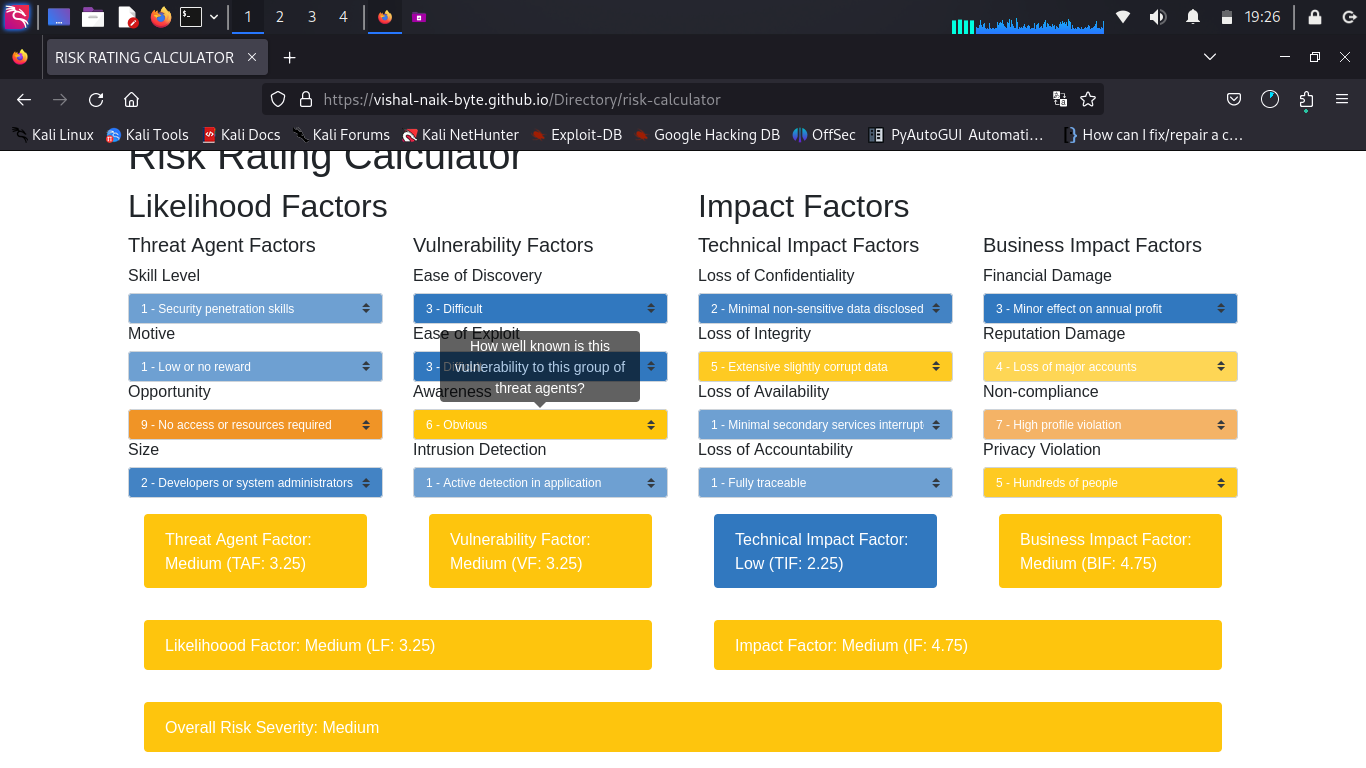 1 2 3 4 19:26
RISK RATING CALCULATOR
https://vishal-naik-byte.github.io/Directory/risk-calculator
Kali Linux Kali Tools Kali Docs Kali Forums Kali NetHunter Exploit-DB Google Hacking DB OffSec PyAutoGUI Automati… How can I fix/repair a c…
Risk Rating Calculator
Likelihood Factors
Threat Agent Factors
Skill Level
1 - Security penetration skills
Motive
1 - Low or no reward
Opportunity
9 - No access or resources required
Size
2 - Developers or system administrators
Threat Agent Factor:
Medium (TAF: 3.25)
Vulnerability Factors
Ease of Discovery
3 - Difficult
Ease of Exploit
3 - Difficult
How well known is this
vulnerability to this group of
threat agents?
Awareness
6 - Obvious
Intrusion Detection
1 - Active detection in application
Vulnerability Factor:
Medium (VF: 3.25)
Likelihoood Factor: Medium (LF: 3.25)
Impact Factors
Technical Impact Factors
Loss of Confidentiality
2 - Minimal non-sensitive data disclosed
Loss of Integrity
5 - Extensive slightly corrupt data
Loss of Availability
1 - Minimal secondary services interrupt
Loss of Accountability
1 - Fully traceable
Technical Impact Factor:
Low (TIF: 2.25)
Business Impact Factors
Financial Damage
3 - Minor effect on annual profit
Reputation Damage
4 - Loss of major accounts
Non-compliance
7 - High profile violation
Privacy Violation
5 - Hundreds of people
Business Impact Factor:
Medium (BIF: 4.75)
Impact Factor: Medium (IF: 4.75)
Overall Risk Severity: Medium